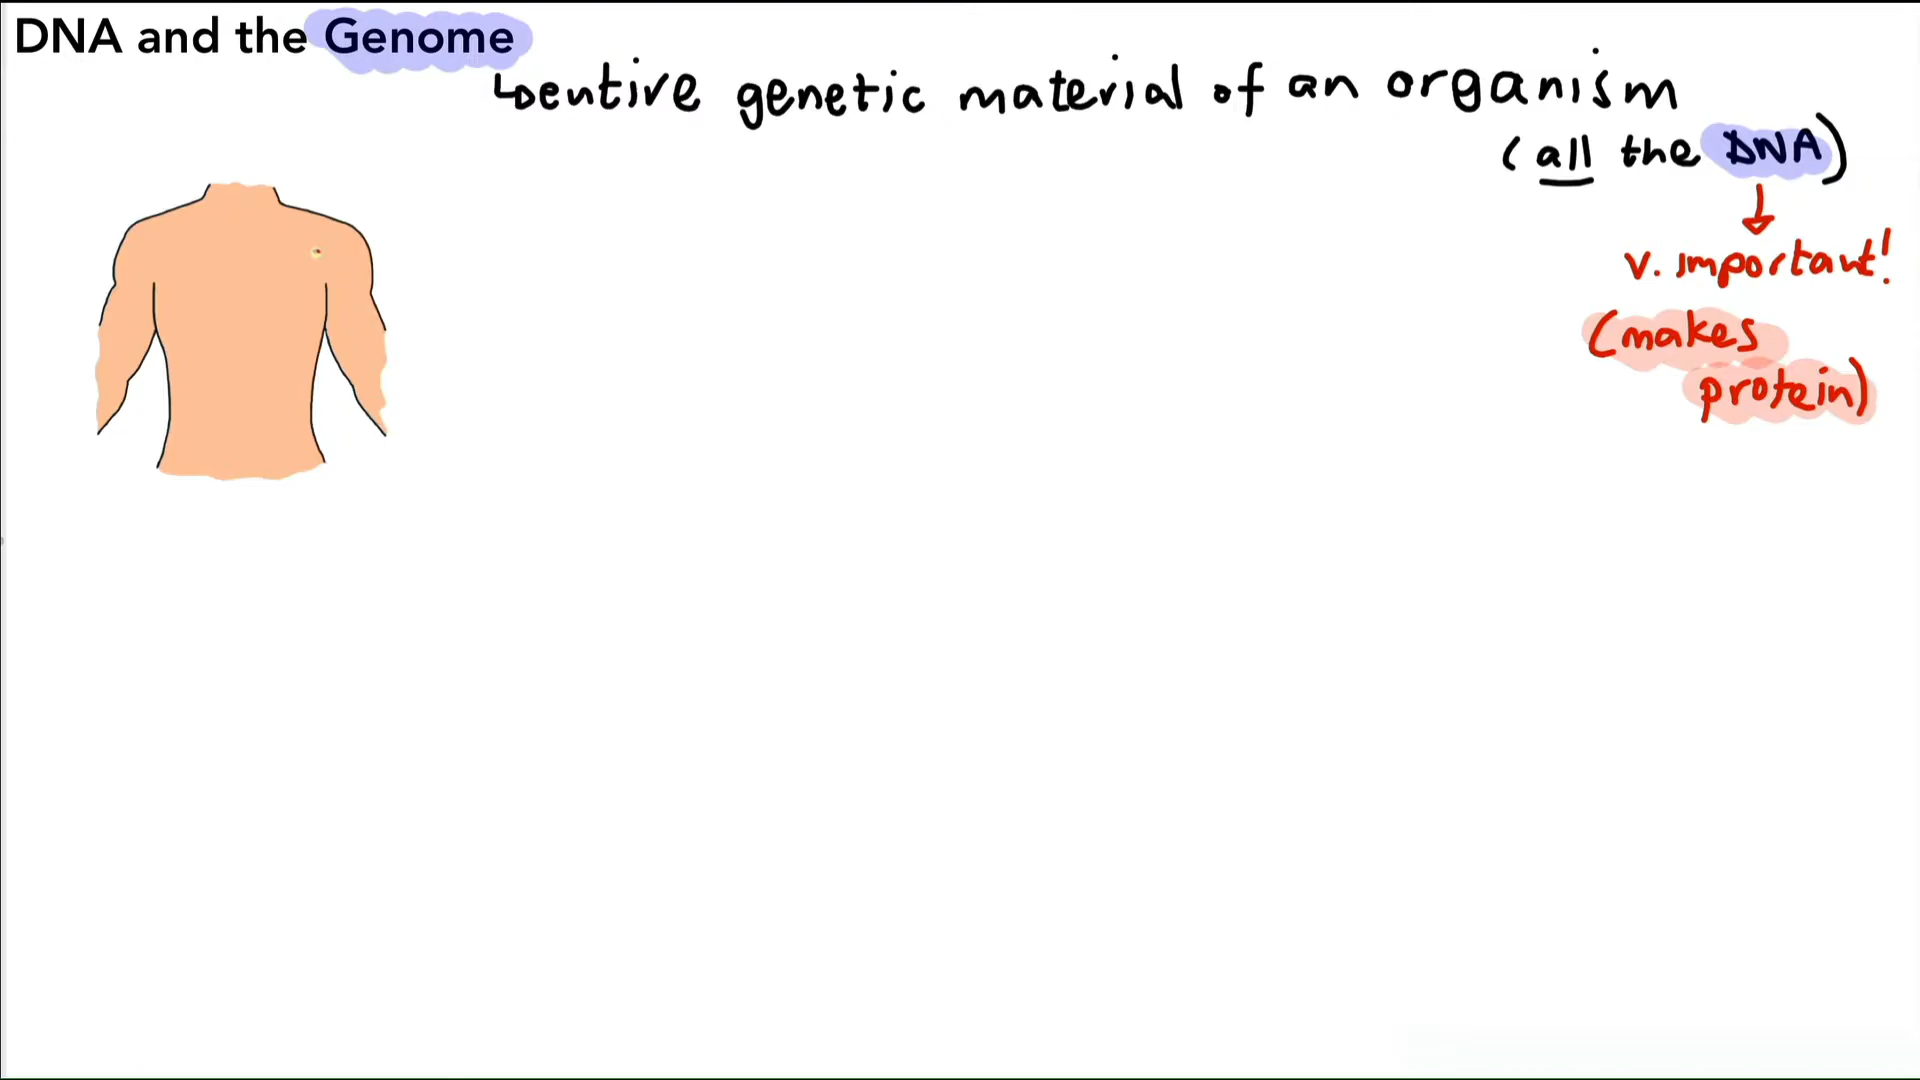 DNA and the Genome
↳entire genetic material of an organism
(all the DNA)
↓
v. important!
(makes
protein)